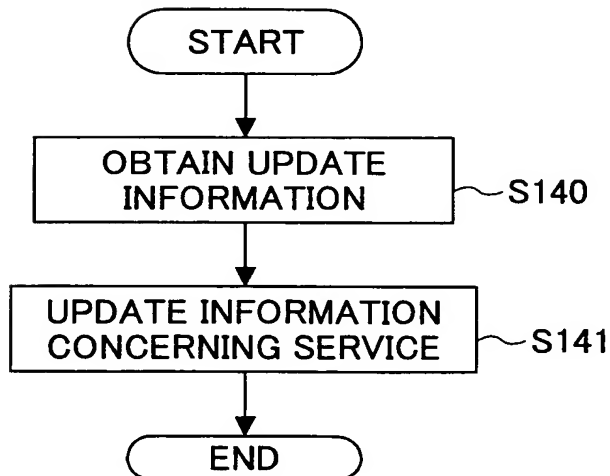 START
OBTAIN UPDATE
INFORMATION
S140
UPDATE INFORMATION
CONCERNING SERVICE
S141
END